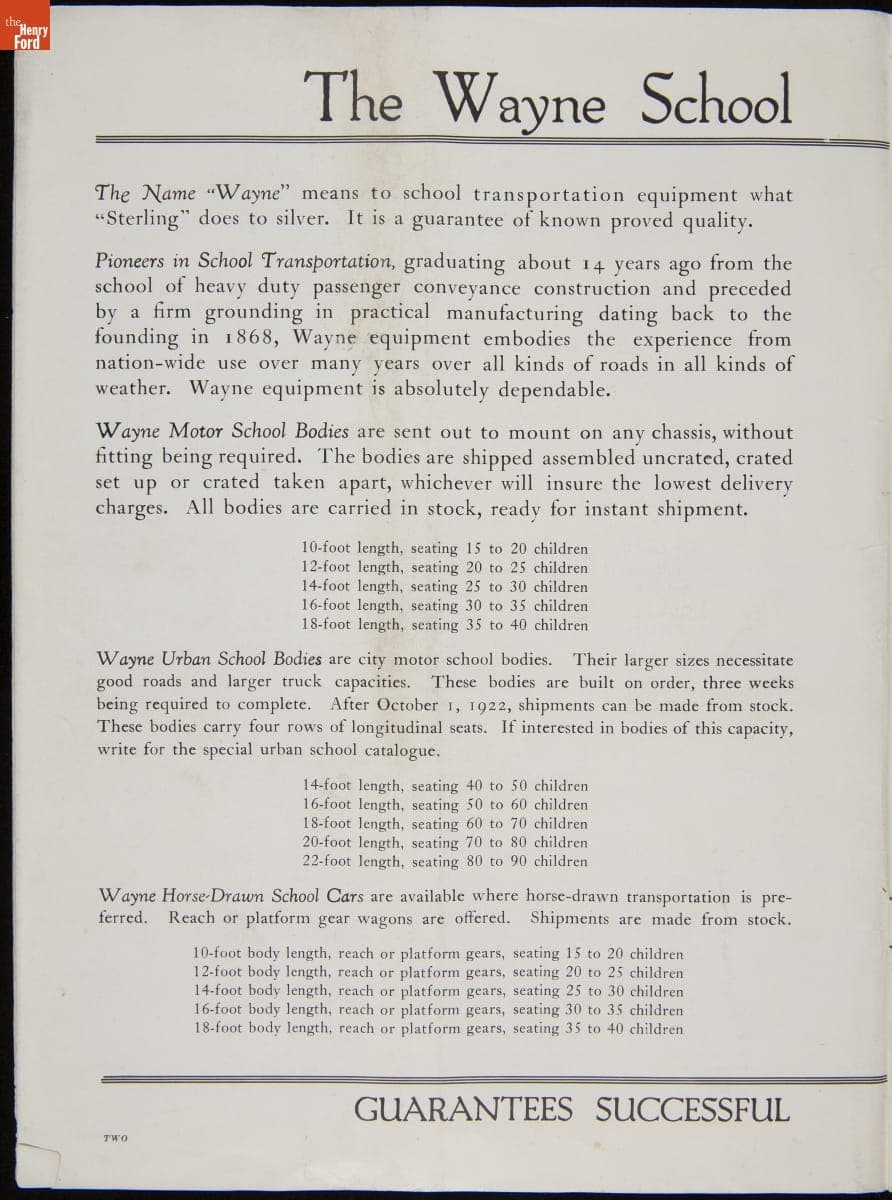 the
Henry
Ford
The Wayne School
The Name "Wayne" means to school transportation equipment what
"Sterling" does to silver. It is a guarantee of known proved quality.
Pioneers in School Transportation, graduating about 14 years ago from the
school of heavy duty passenger conveyance construction and preceded
by a firm grounding in practical manufacturing dating back to the
founding in 1868, Wayne equipment embodies the experience from
nation-wide use over many years over all kinds of roads in all kinds of
weather. Wayne equipment is absolutely dependable.
Wayne Motor School Bodies are sent out to mount on any chassis, without
fitting being required. The bodies are shipped assembled uncrated, crated
set up or crated taken apart, whichever will insure the lowest delivery
charges. All bodies are carried in stock, ready for instant shipment.
10-foot length, seating 15 to 20 children
12-foot length, seating 20 to 25 children
14-foot length, seating 25 to 30 children
16-foot length, seating 30 to 35 children
18-foot length, seating 35 to 40 children
Wayne Urban School Bodies are city motor school bodies. Their larger sizes necessitate
good roads and larger truck capacities. These bodies are built on order, three weeks
being required to complete. After October 1, 1922, shipments can be made from stock.
These bodies carry four rows of longitudinal seats. If interested in bodies of this capacity,
write for the special urban school catalogue.
14-foot length, seating 40 to 50 children
16-foot length, seating 50 to 60 children
18-foot length, seating 60 to 70 children
20-foot length, seating 70 to 80 children
22-foot length, seating 80 to 90 children
Wayne Horse-Drawn School Cars are available where horse-drawn transportation is pre-
ferred. Reach or platform gear wagons are offered. Shipments are made from stock.
10-foot body length, reach or platform gears, seating 15 to 20 children
12-foot body length, reach or platform gears, seating 20 to 25 children
14-foot body length, reach or platform gears, seating 25 to 30 children
16-foot body length, reach or platform gears, seating 30 to 35 children
18-foot body length, reach or platform gears, seating 35 to 40 children
GUARANTEES SUCCESSFUL
TWO